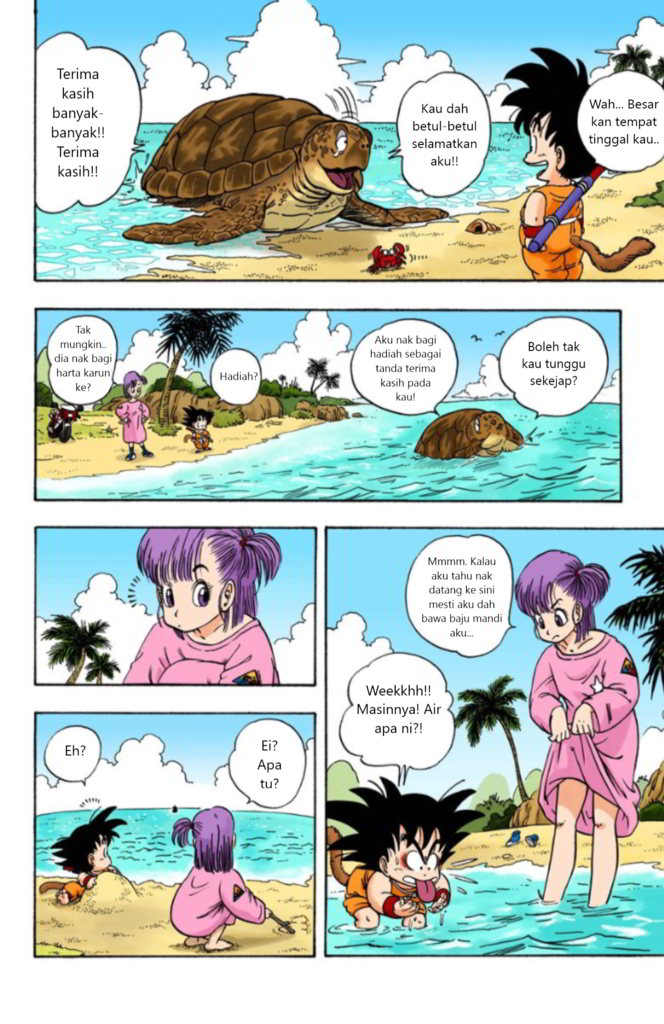 Wah... Besar
kan tempat
tinggal kau..
Kau dah
betul-betul
selamatkan
aku!!
Terima
kasih
banyak-
banyak!!
Terima
kasih!!
Boleh tak
kau tunggu
sekejap?
Aku nak bagi
hadiah sebagai
tanda terima
kasih pada
kau!
Hadiah?
Tak
mungkin..
dia nak bagi
harta karun
ke?
Mmmm. Kalau
aku tahu nak
datang ke sini
mesti aku dah
bawa baju mandi
aku...
Weekkhh!!
Masinnya! Air
apa ni?!
Ei?
Apa
tu?
Eh?